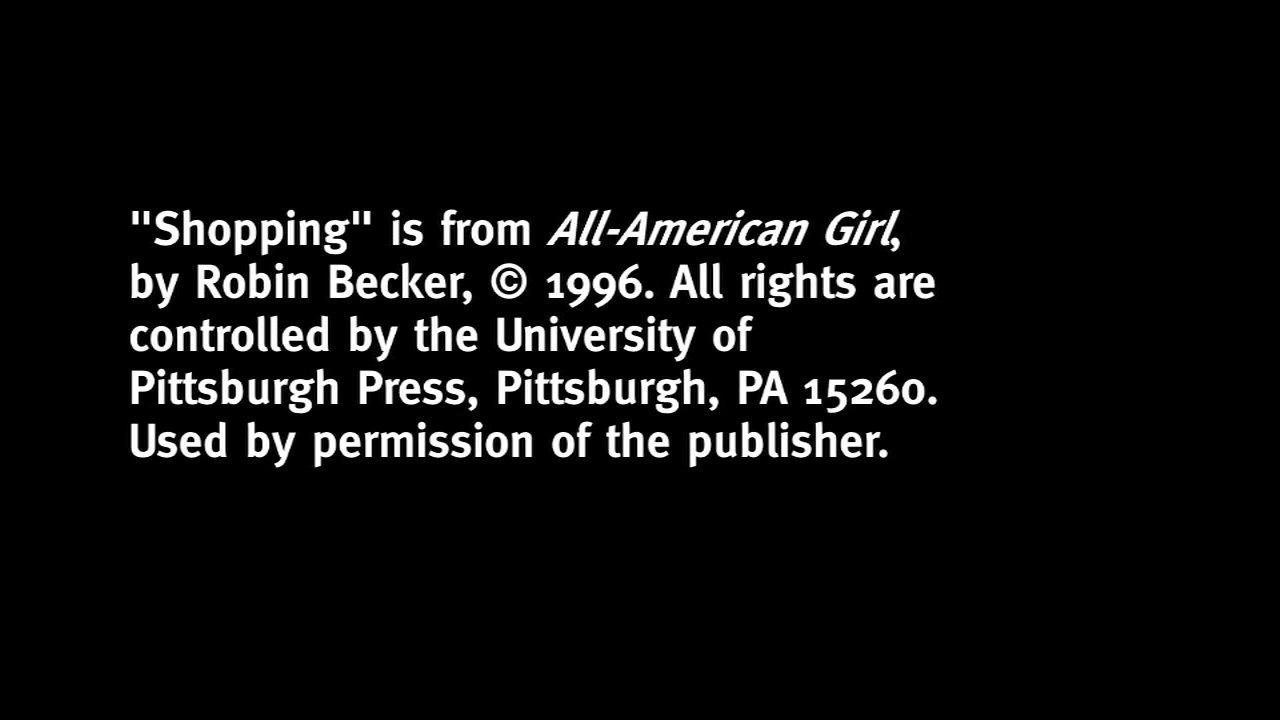 "Shopping" is from All-American Girl,
by Robin Becker, © 1996. All rights are
controlled by the University of
Pittsburgh Press, Pittsburgh, PA 15260.
Used by permission of the publisher.